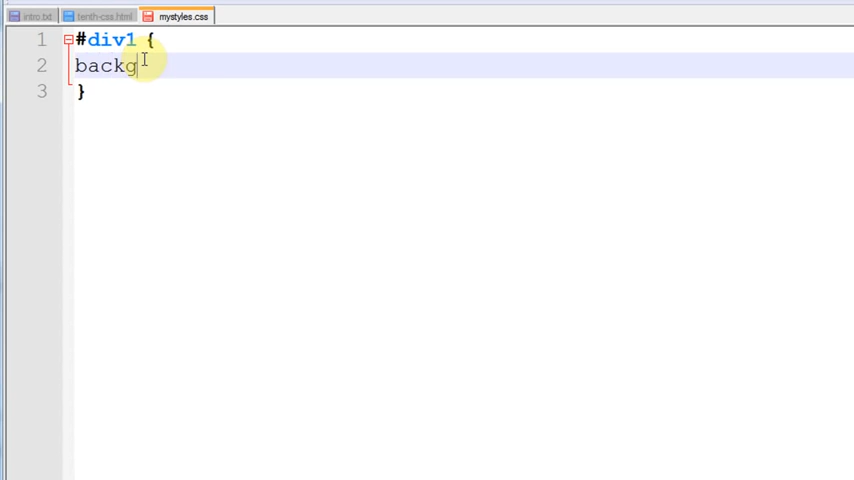 intro.txt tenth-css.html mystyles.css
1 #div1 {
2 backg
3 }